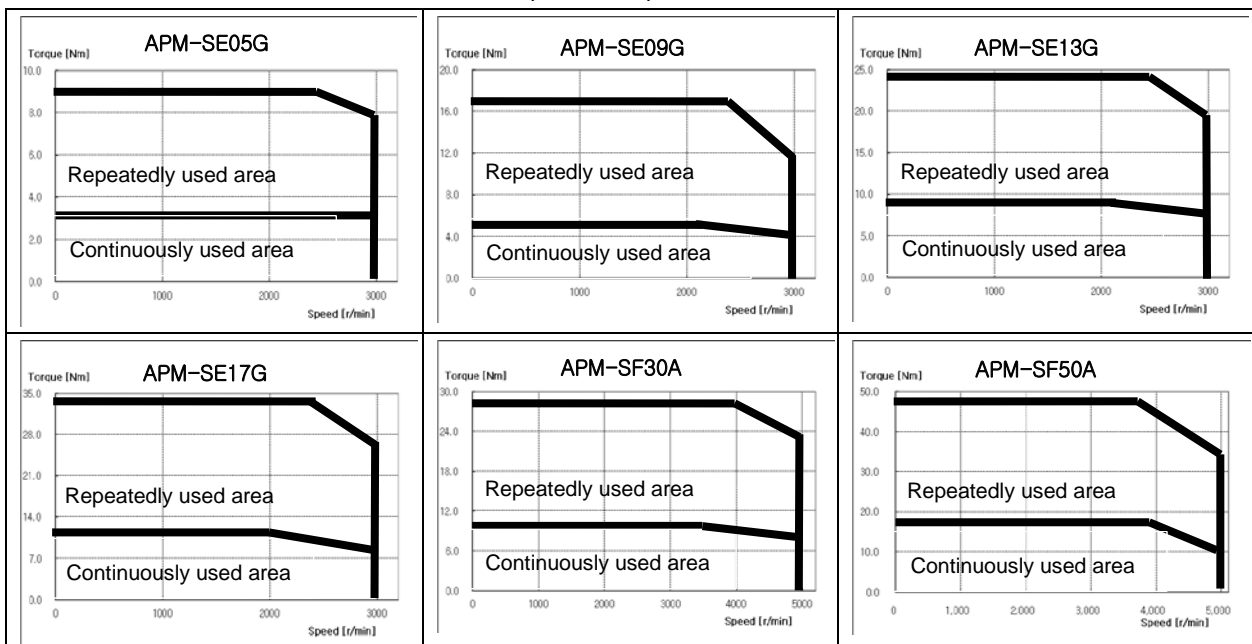 APM-SE05G
Torque [Nm]
10.0
8.0
6.0
4.0
2.0
0.0
Repeatedly used area
Continuously used area
0 1000 2000 3000
Speed [r/min]
APM-SE09G
Torque [Nm]
20.0
16.0
12.0
8.0
4.0
0.0
Repeatedly used area
Continuously used area
0 1000 2000 3000
Speed [r/min]
APM-SE13G
Torque [Nm]
25.0
20.0
15.0
10.0
5.0
0.0
Repeatedly used area
Continuously used area
0 1000 2000 3000
Speed [r/min]
APM-SE17G
Torque [Nm]
35.0
28.0
21.0
14.0
7.0
0.0
Repeatedly used area
Continuously used area
0 1000 2000 3000
Speed [r/min]
APM-SF30A
Torque [Nm]
30.0
24.0
18.0
12.0
6.0
0.0
Repeatedly used area
Continuously used area
0 1000 2000 3000 4000 5000
Speed [r/min]
APM-SF50A
Torque [Nm]
50.0
40.0
30.0
20.0
10.0
0.0
Repeatedly used area
Continuously used area
0 1,000 2,000 3,000 4,000 5,000
Speed [r/min]